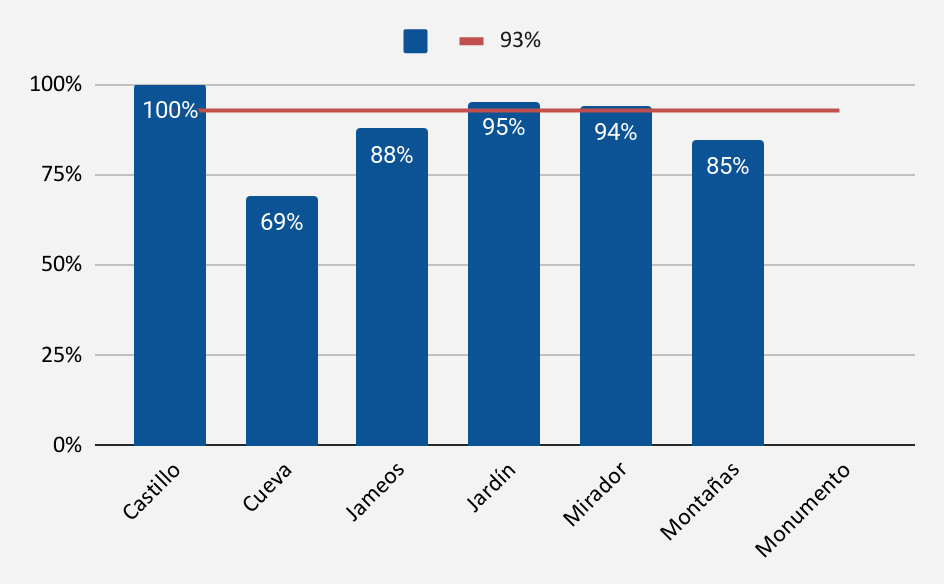 93%
100%
75%
50%
25%
0%
100%
69%
88%
95%
94%
85%
Castillo
Cueva
Jameos
Jardín
Mirador
Montañas
Monumento